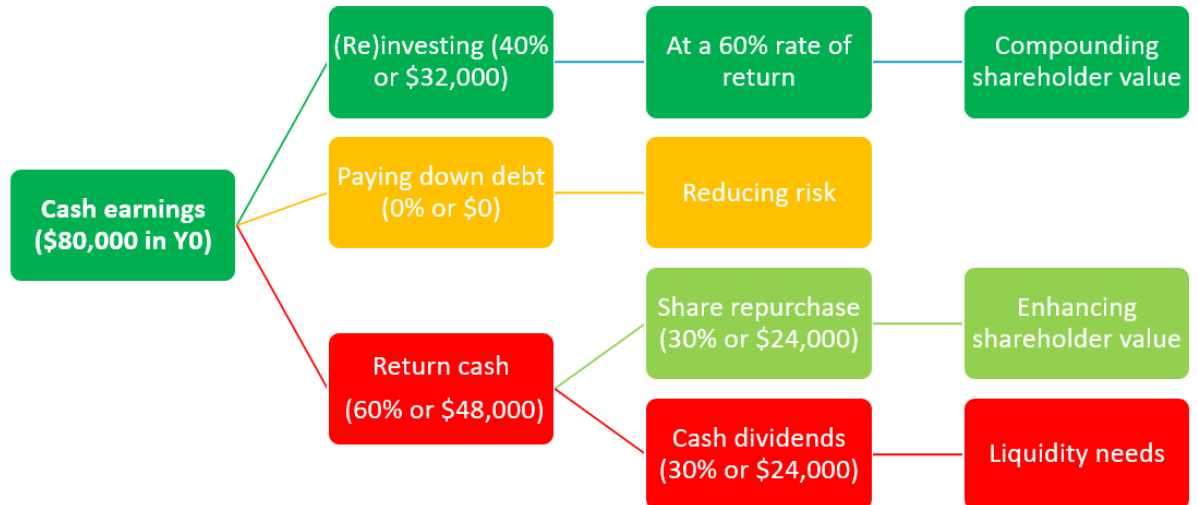 (Re)investing (40%
or $32,000)
At a 60% rate of
return
Compounding
shareholder value
Paying down debt
(0% or $0)
Reducing risk
Cash earnings
($80,000 in Y0)
Share repurchase
(30% or $24,000)
Enhancing
shareholder value
Return cash
(60% or $48,000)
Cash dividends
(30% or $24,000)
Liquidity needs